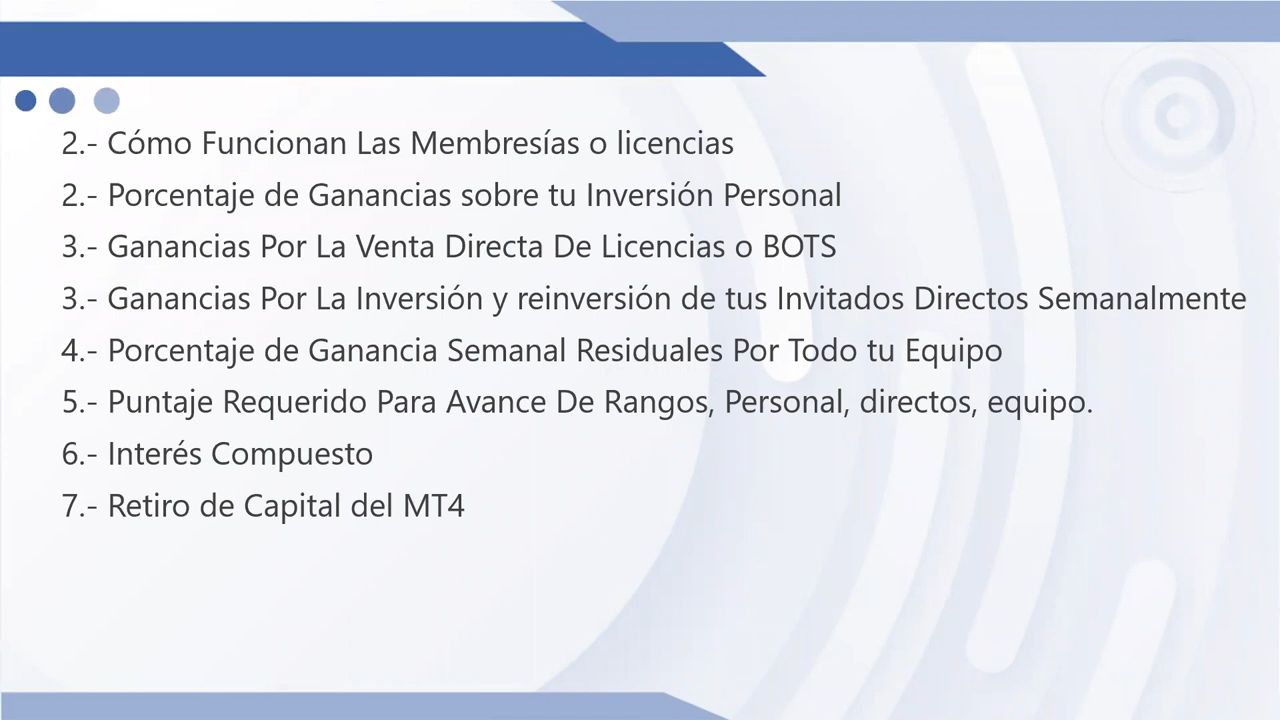 2.- Cómo Funcionan Las Membresías o licencias
2.- Porcentaje de Ganancias sobre tu Inversión Personal
3.- Ganancias Por La Venta Directa De Licencias o BOTS
3.- Ganancias Por La Inversión y reinversión de tus Invitados Directos Semanalmente
4.- Porcentaje de Ganancia Semanal Residuales Por Todo tu Equipo
5.- Puntaje Requerido Para Avance De Rangos, Personal, directos, equipo.
6.- Interés Compuesto
7.- Retiro de Capital del MT4